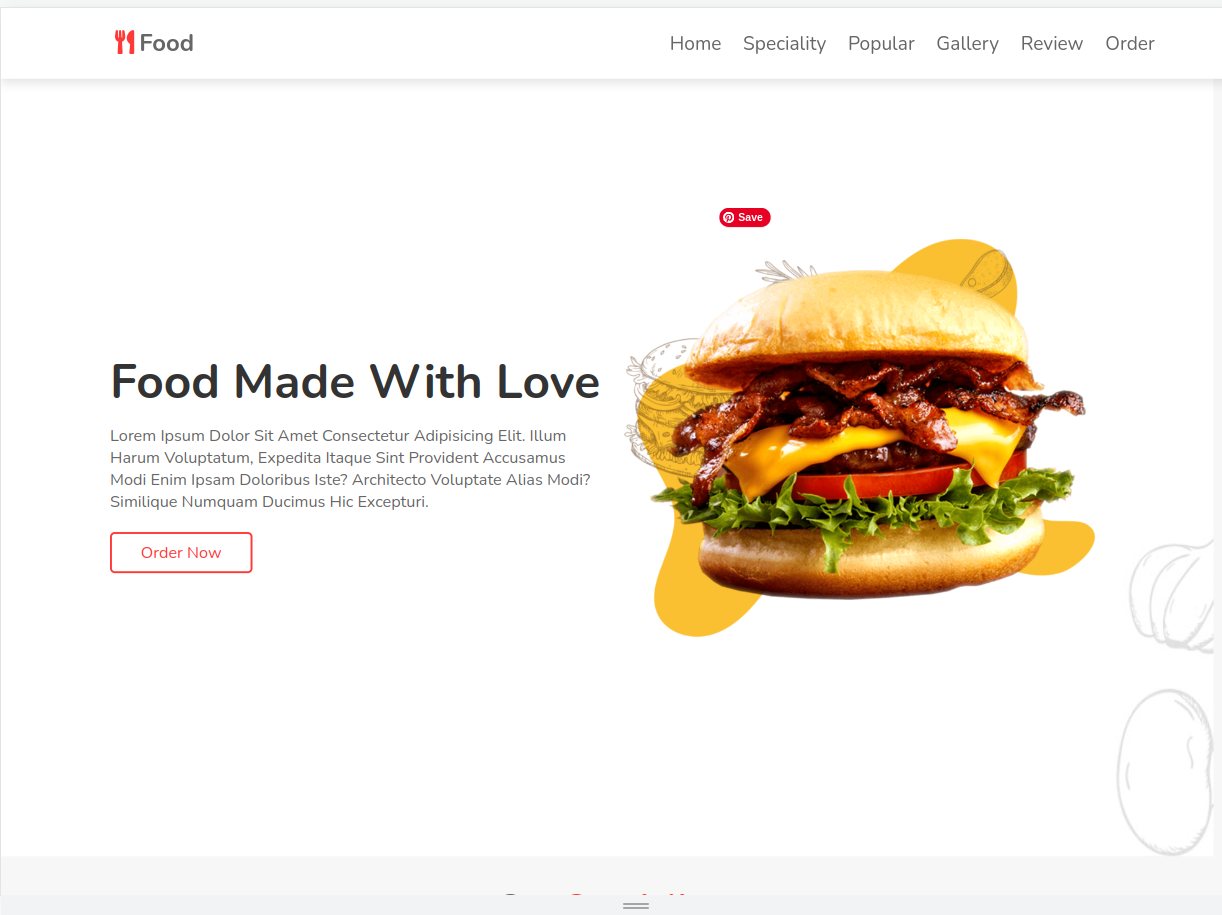 Food
Home Speciality Popular Gallery Review Order
Save
Food Made With Love
Lorem Ipsum Dolor Sit Amet Consectetur Adipisicing Elit. Illum
Harum Voluptatum, Expedita Itaque Sint Provident Accusamus
Modi Enim Ipsam Doloribus Iste? Architecto Voluptate Alias Modi?
Similique Numquam Ducimus Hic Excepturi.
Order Now